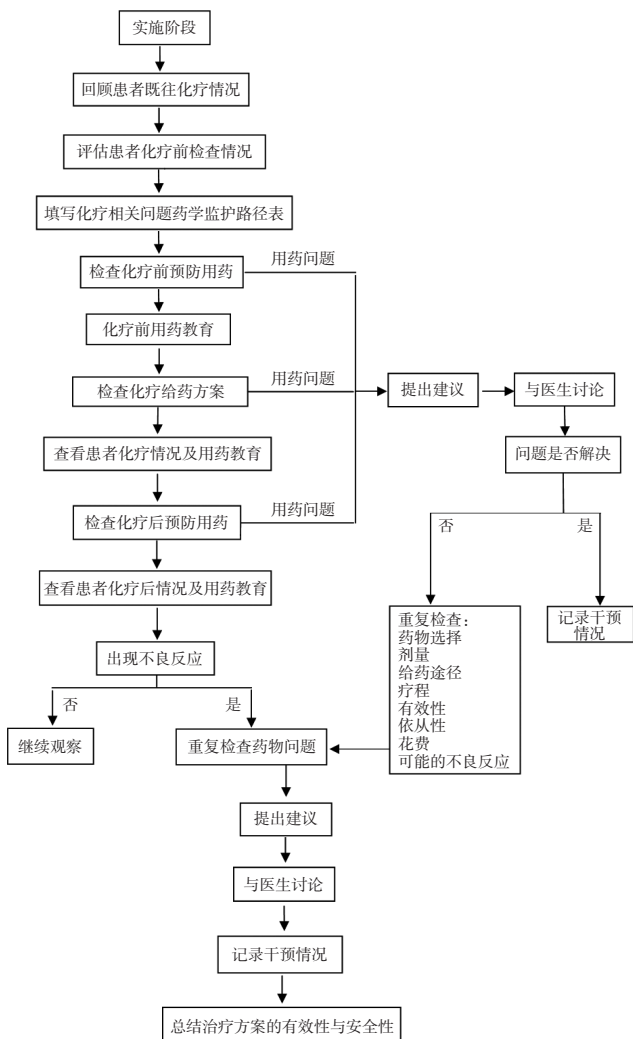 实施阶段
回顾患者既往化疗情况
评估患者化疗前检查情况
填写化疗相关问题药学监护路径表
检查化疗前预防用药
用药问题
化疗前用药教育
检查化疗给药方案
用药问题
提出建议
与医生讨论
查看患者化疗情况及用药教育
问题是否解决
检查化疗后预防用药
用药问题
否
是
查看患者化疗后情况及用药教育
重复检查：
药物选择
剂量
给药途径
疗程
有效性
依从性
花费
可能的不良反应
记录干预
情况
出现不良反应
否
是
继续观察
重复检查药物问题
提出建议
与医生讨论
记录干预情况
总结治疗方案的有效性与安全性